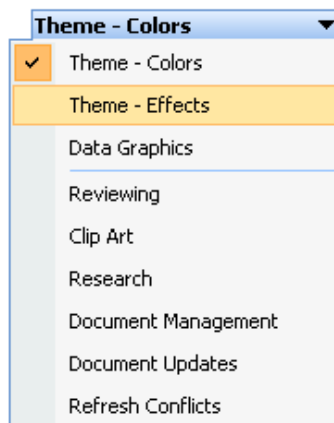 Theme - Colors
Theme - Colors
Theme - Effects
Data Graphics
Reviewing
Clip Art
Research
Document Management
Document Updates
Refresh Conflicts